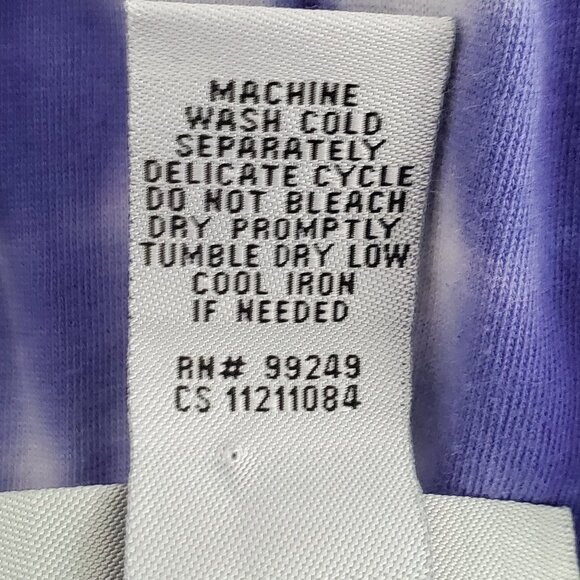 MACHINE
WASH COLD
SEPARATELY
DELICATE CYCLE
DO NOT BLEACH
DRY PROMPTLY
TUMBLE DRY LOW
COOL IRON
IF NEEDED
RN# 99249
CS 11211084